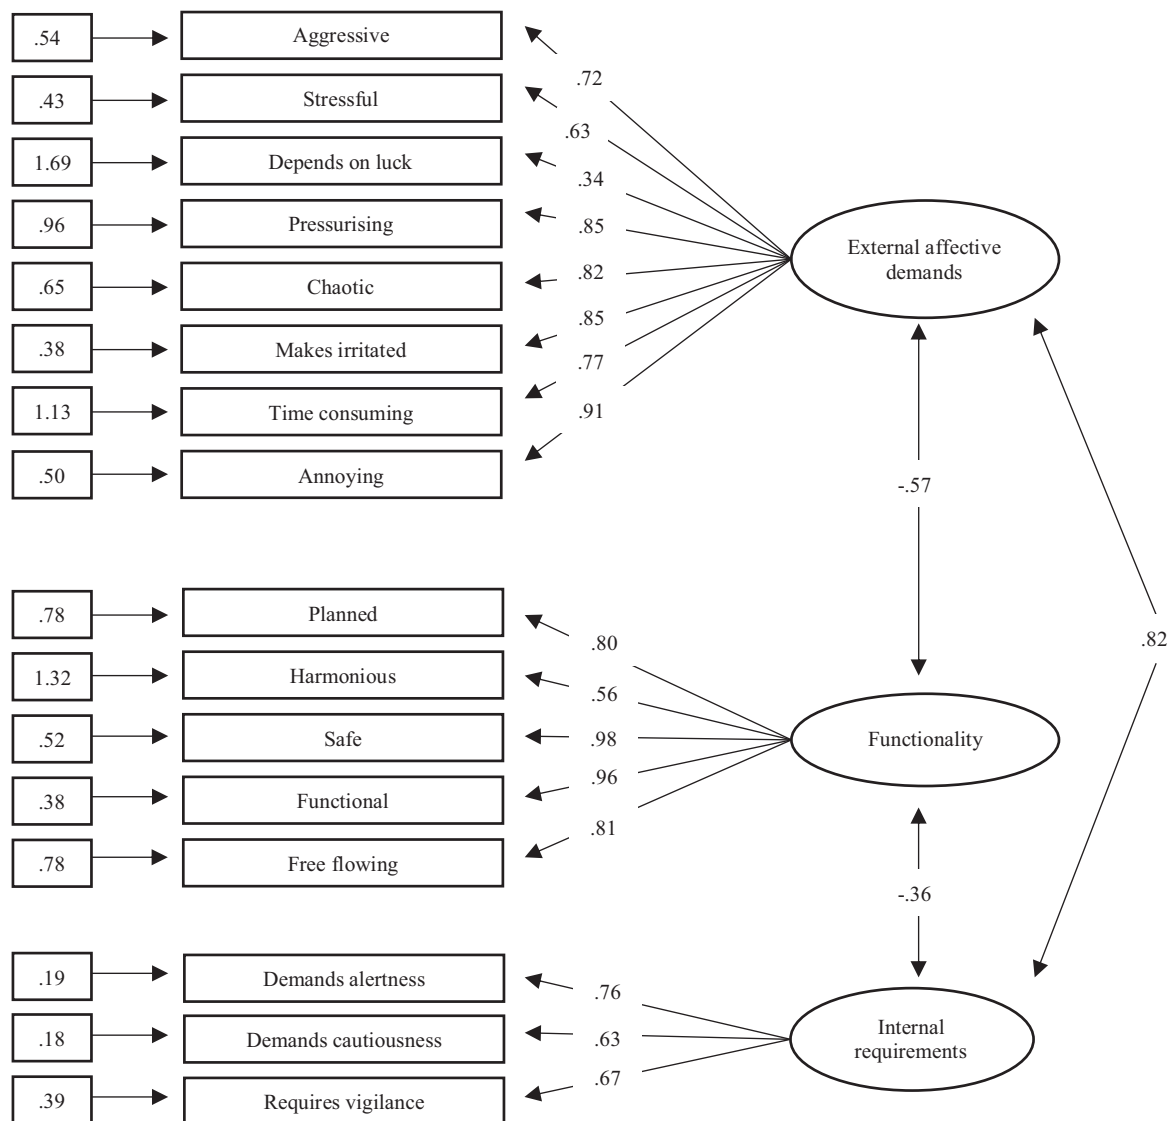 .54
Aggressive
.72
.43
Stressful
.63
1.69
Depends on luck
.34
.96
Pressurising
.85
External affective
demands
.65
Chaotic
.82
.38
Makes irritated
.85
1.13
Time consuming
.77
.91
.50
Annoying
-.57
.78
Planned
.80
.82
1.32
Harmonious
.56
.52
Safe
.98
Functionality
.38
Functional
.96
.78
Free flowing
.81
-.36
.19
Demands alertness
.76
.18
Demands cautiousness
.63
Internal
requirements
.39
Requires vigilance
.67